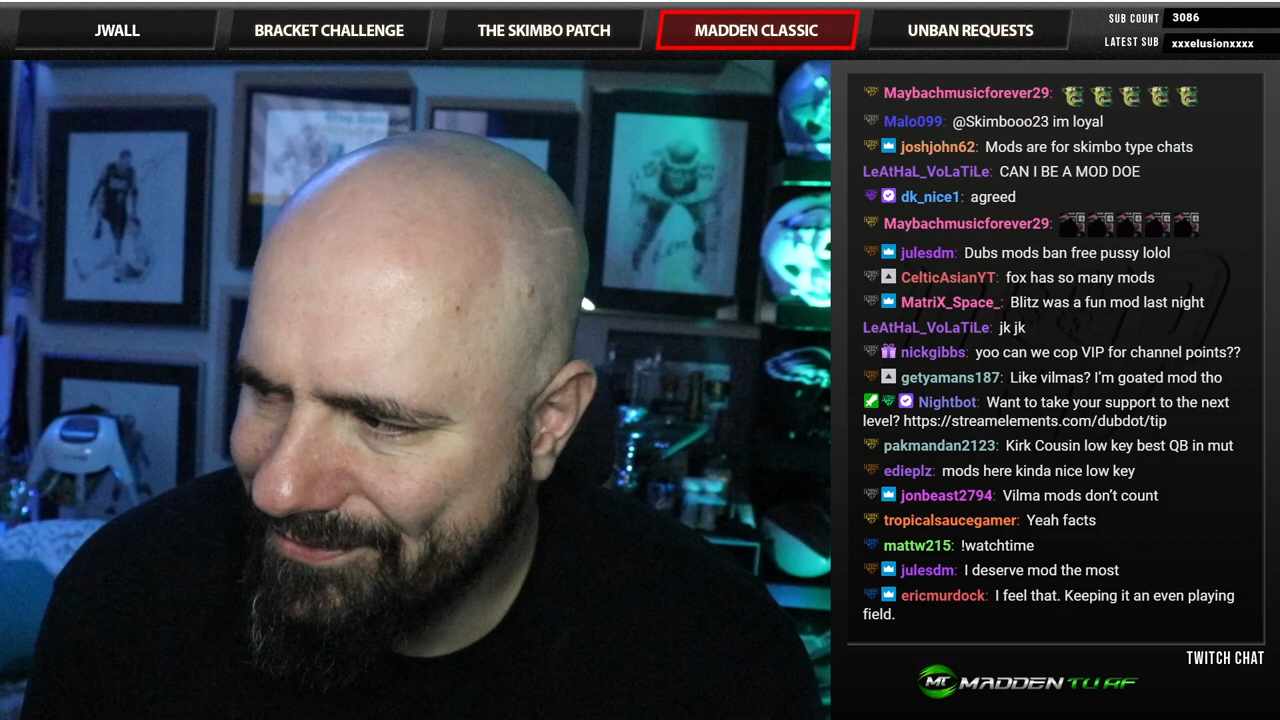 JWALL
BRACKET CHALLENGE
THE SKIMBO PATCH
MADDEN CLASSIC
UNBAN REQUESTS
SUB COUNT 3086
LATEST SUB xxxelusionxxxx
Maybachmusicforever29:
Malo099: @Skimbooo23 im loyal
joshjohn62: Mods are for skimbo type chats
LeAtHaL_VoLaTiLe: CAN I BE A MOD DOE
dk_nice1: agreed
Maybachmusicforever29:
julesdm: Dubs mods ban free pussy lolol
CelticAsianYT: fox has so many mods
MatriX_Space_: Blitz was a fun mod last night
LeAtHaL_VoLaTiLe: jk jk
nickgibbs: yoo can we cop VIP for channel points??
getyamans187: Like vilmas? I'm goated mod tho
Nightbot: Want to take your support to the next
level? https://streamelements.com/dubdot/tip
pakmandan2123: Kirk Cousin low key best QB in mut
edieplz: mods here kinda nice low key
jonbeast2794: Vilma mods don't count
tropicalsaucegamer: Yeah facts
mattw215: !watchtime
julesdm: I deserve mod the most
ericmurdock: I feel that. Keeping it an even playing
field.
TWITCH CHAT
MT MADDEN TURF